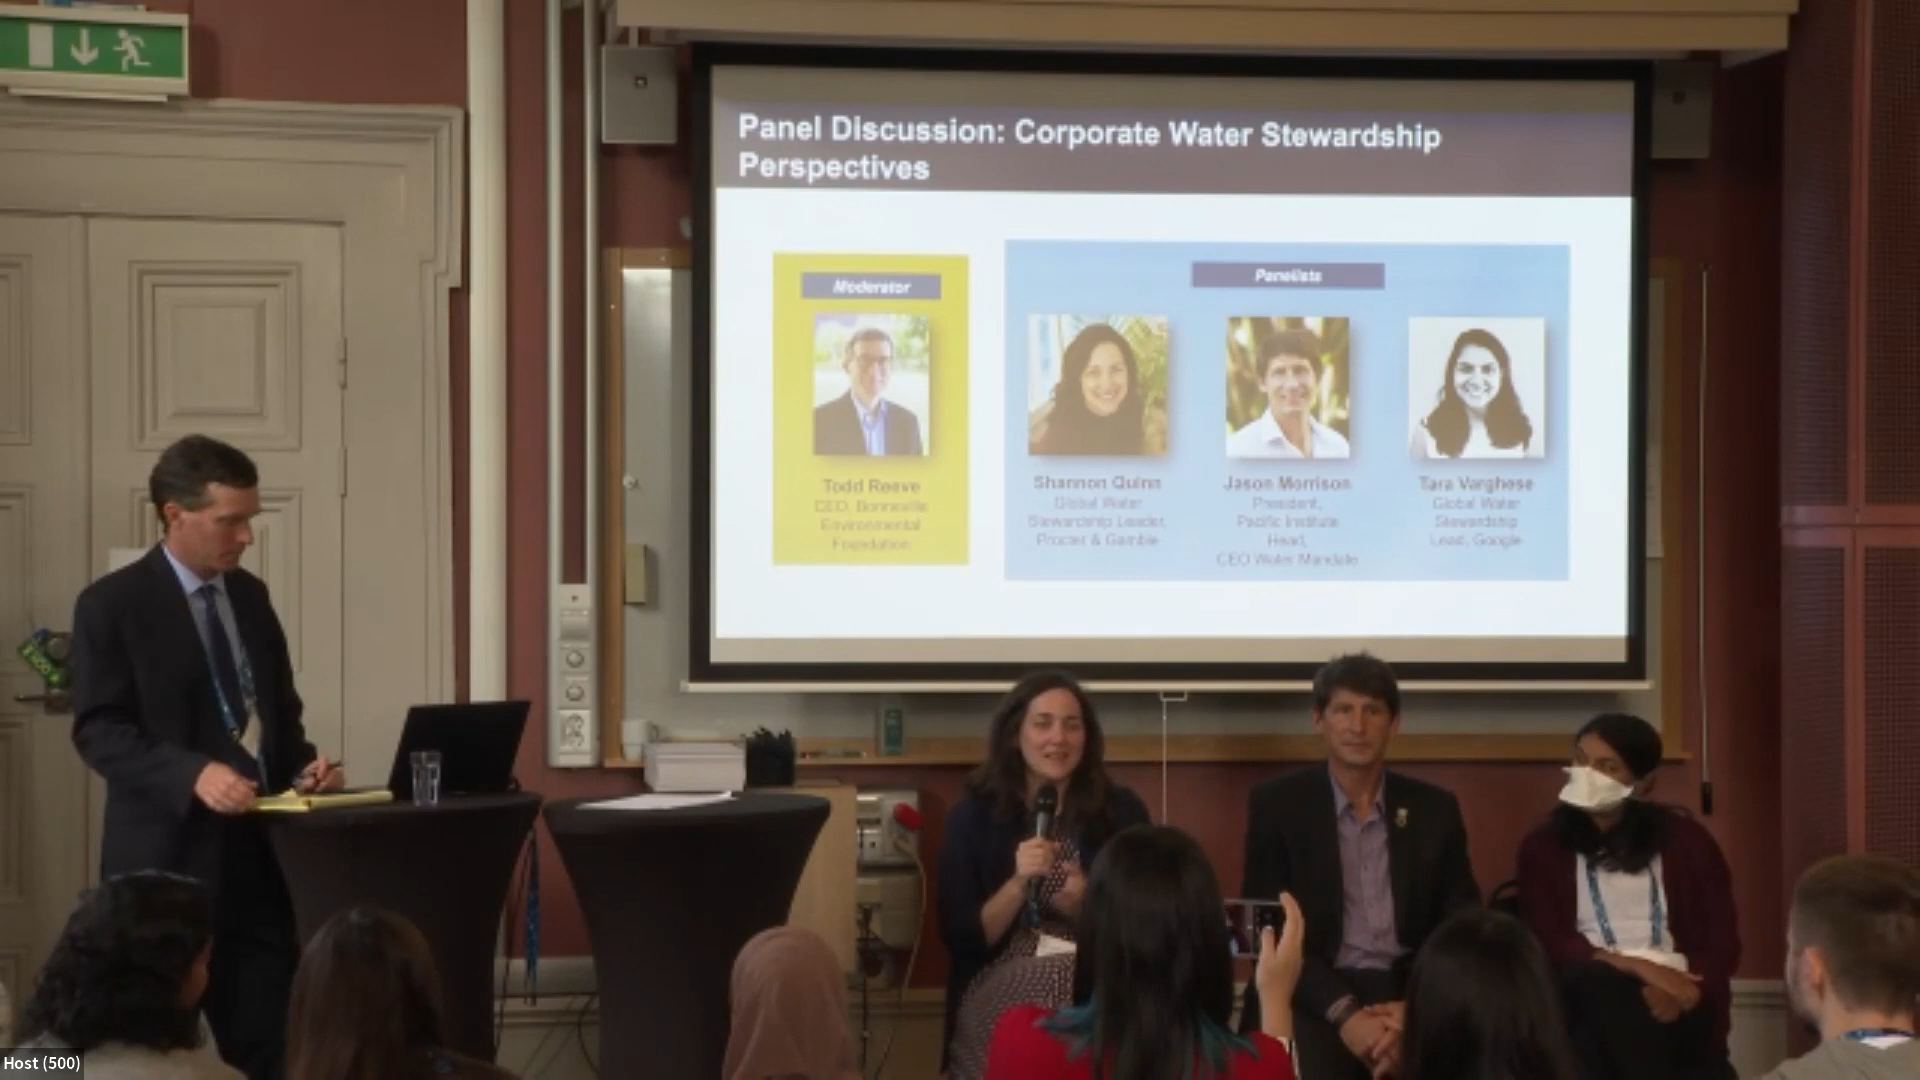 Panel Discussion: Corporate Water Stewardship
Perspectives
Moderator
Panelists
Todd Reeve
CEO, Bonneville
Environmental
Foundation
Shannon Quinn
Global Water
Stewardship Leader,
Procter & Gamble
Jason Morrison
President,
Pacific Institute
Head,
CEO Water Mandate
Tara Varghese
Global Water
Stewardship
Lead, Google
Host (500)